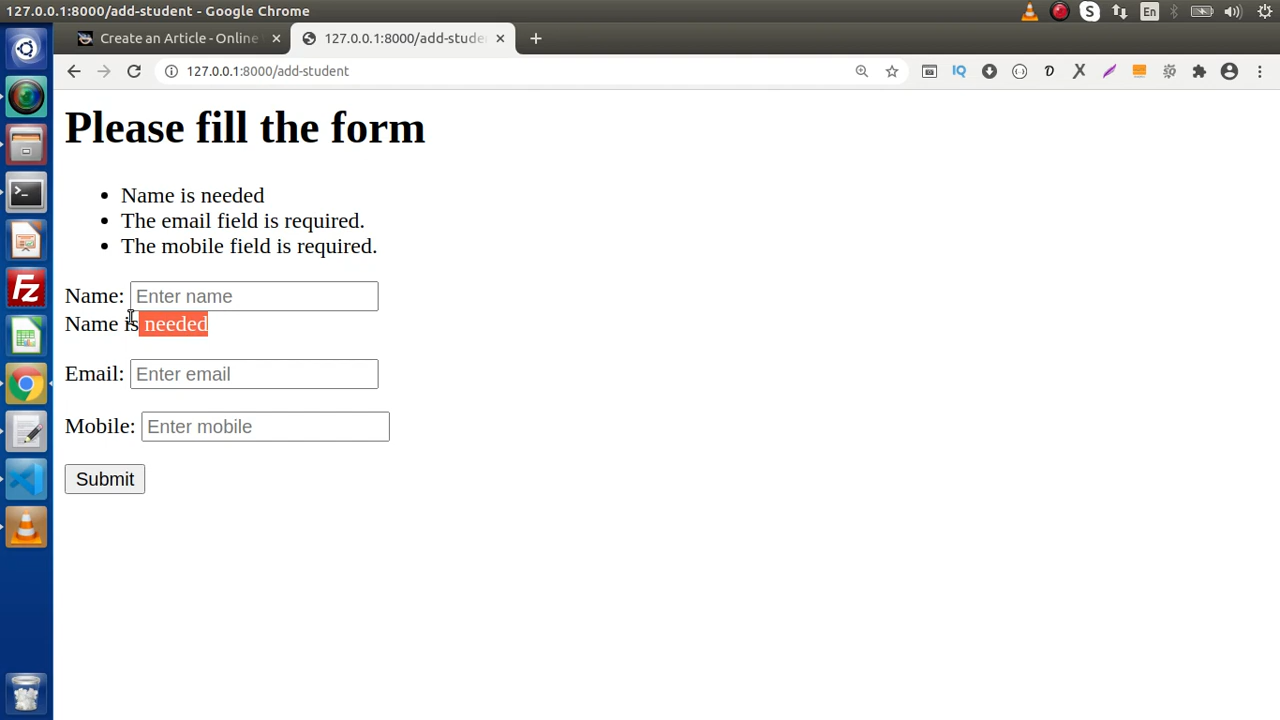 127.0.0.1:8000/add-student - Google Chrome
En
Create an Article - Online
127.0.0.1:8000/add-stude
127.0.0.1:8000/add-student
IQ
Please fill the form
Name is needed
The email field is required.
The mobile field is required.
Name: Enter name
Name is needed
Email: Enter email
Mobile: Enter mobile
Submit